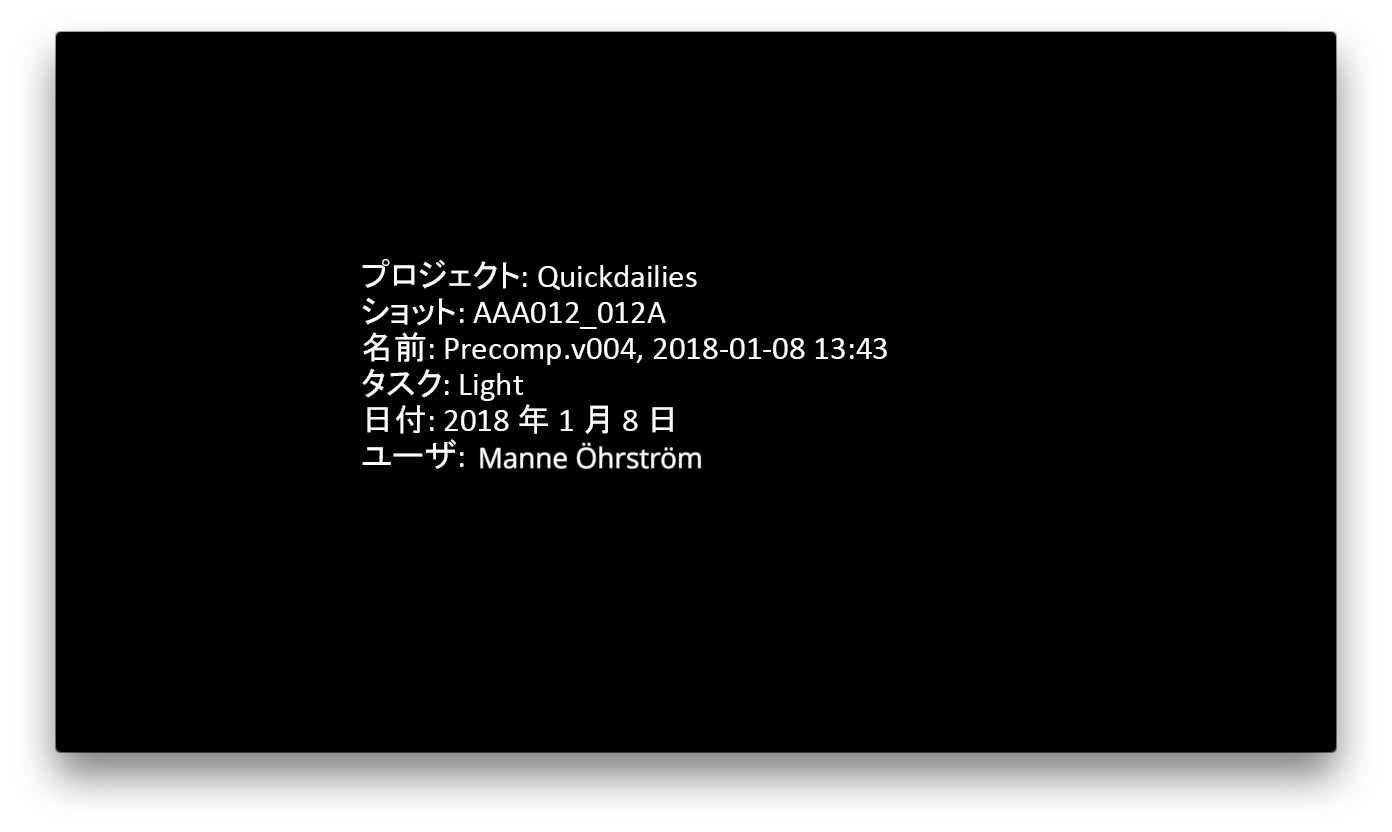 プロジェクト: Quickdailies
ショット: AAA012_012A
名前: Precomp.v004, 2018-01-08 13:43
タスク: Light
日付: 2018 年 1 月 8 日
ユーザ: Manne Öhrström